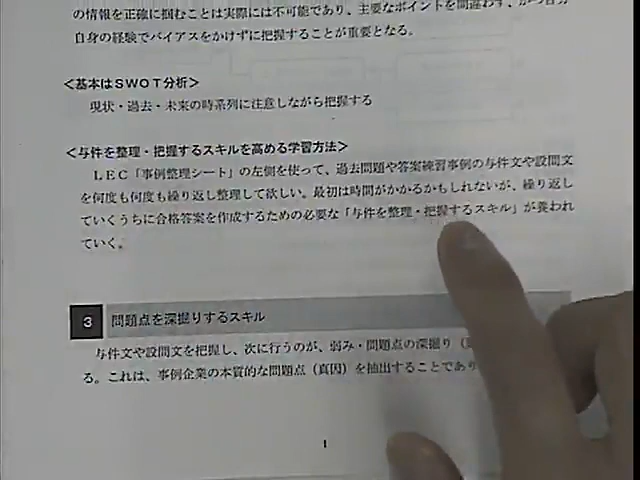 の情報を正確に掴むことは実際には不可能であり、主要なポイントを間違わず、かつ自分
自身の経験でバイアスをかけずに把握することが重要となる。
＜基本はＳＷＯＴ分析＞
現状・過去・未来の時系列に注意しながら把握する
＜与件を整理・把握するスキルを高める学習方法＞
ＬＥＣ「事例整理シート」の左側を使って、過去問題や答案練習事例の与件文や設問文
を何度も何度も繰り返し整理して欲しい。最初は時間がかかるかもしれないが、繰り返し
ていくうちに合格答案を作成するための必要な「与件を整理・把握するスキル」が養われ
ていく。
3 問題点を深掘りするスキル
与件文や設問文を把握し、次に行うのが、弱み・問題点の深掘り（
る。これは、事例企業の本質的な問題点（真因）を抽出することであり
1